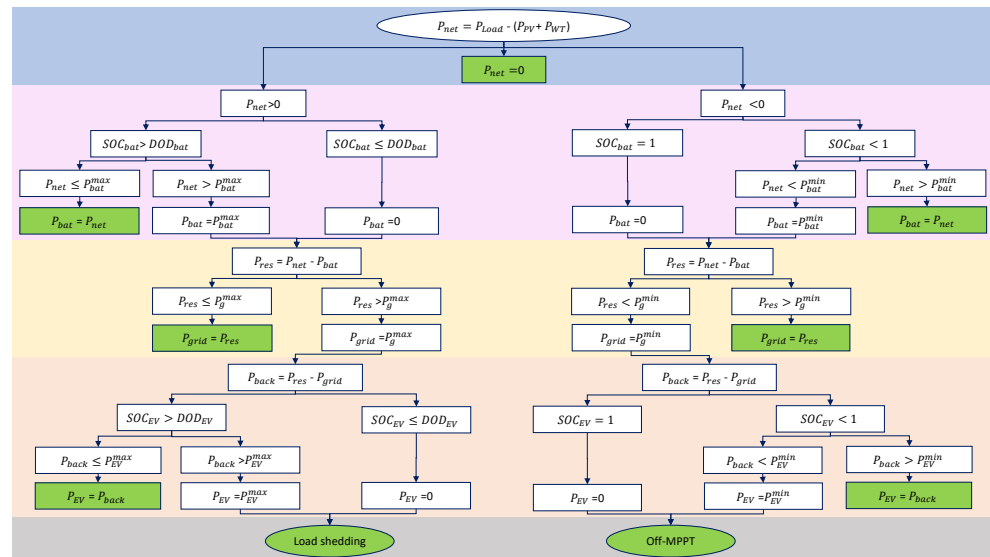 P_net = P_Load - (P_PV + P_WT)
P_net =0
P_net>0
P_net <0
SOC_bat> DOD_bat
SOC_bat ≤ DOD_bat
SOC_bat = 1
SOC_bat < 1
P_net ≤ P_bat^max
P_net > P_bat^max
P_net < P_bat^min
P_net > P_bat^min
P_bat = P_net
P_bat =P_bat^max
P_bat=0
P_bat=0
P_bat=P_bat^min
P_bat = P_net
P_res = P_net - P_bat
P_res = P_net - P_bat
P_res ≤ P_g^max
P_res >P_g^max
P_res < P_g^min
P_res > P_g^min
P_grid = P_res
P_grid =P_g^max
P_grid =P_g^min
P_grid = P_res
P_back = P_res - P_grid
P_back = P_res - P_grid
SOC_EV > DOD_EV
SOC_EV ≤ DOD_EV
SOC_EV = 1
SOC_EV < 1
P_back ≤ P_EV^max
P_back >P_EV^max
P_back < P_EV^min
P_back > P_EV^min
P_EV = P_back
P_EV =P_EV^max
P_EV =0
P_EV =0
P_EV =P_EV^min
P_EV = P_back
Load shedding
Off-MPPT